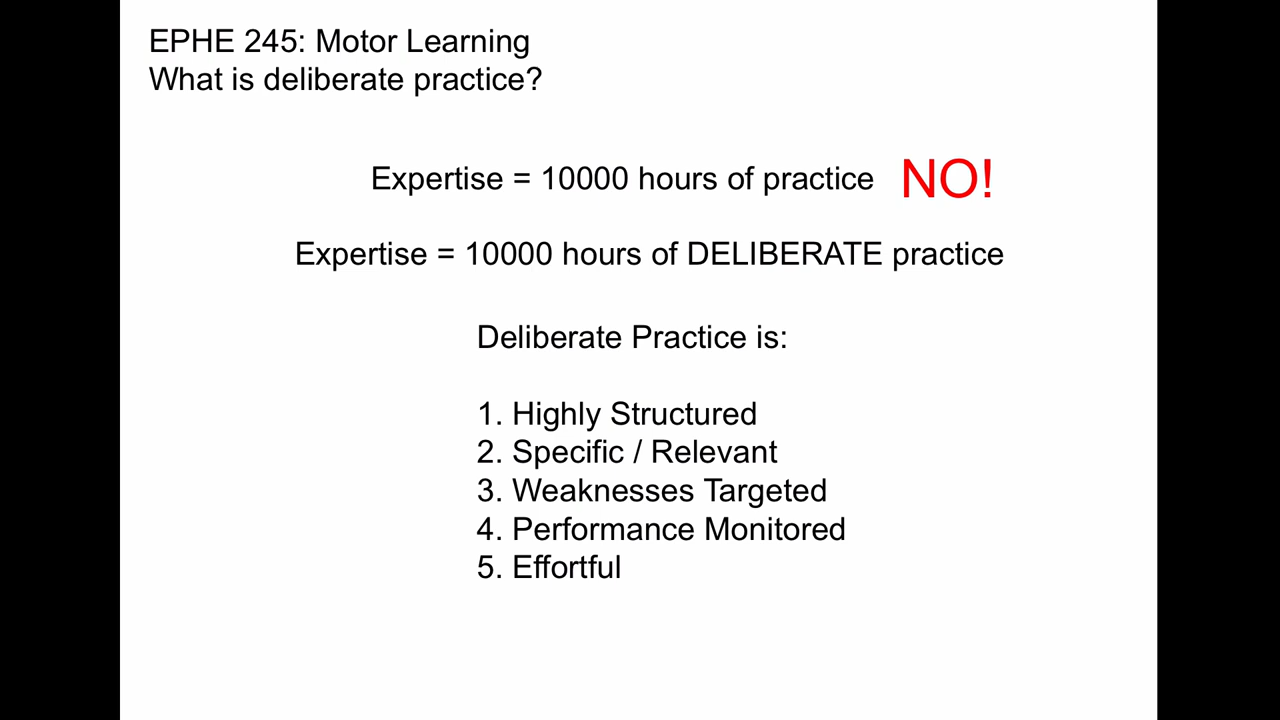 EPHE 245: Motor Learning
What is deliberate practice?
Expertise = 10000 hours of practice NO!
Expertise = 10000 hours of DELIBERATE practice
Deliberate Practice is:
1. Highly Structured
2. Specific / Relevant
3. Weaknesses Targeted
4. Performance Monitored
5. Effortful